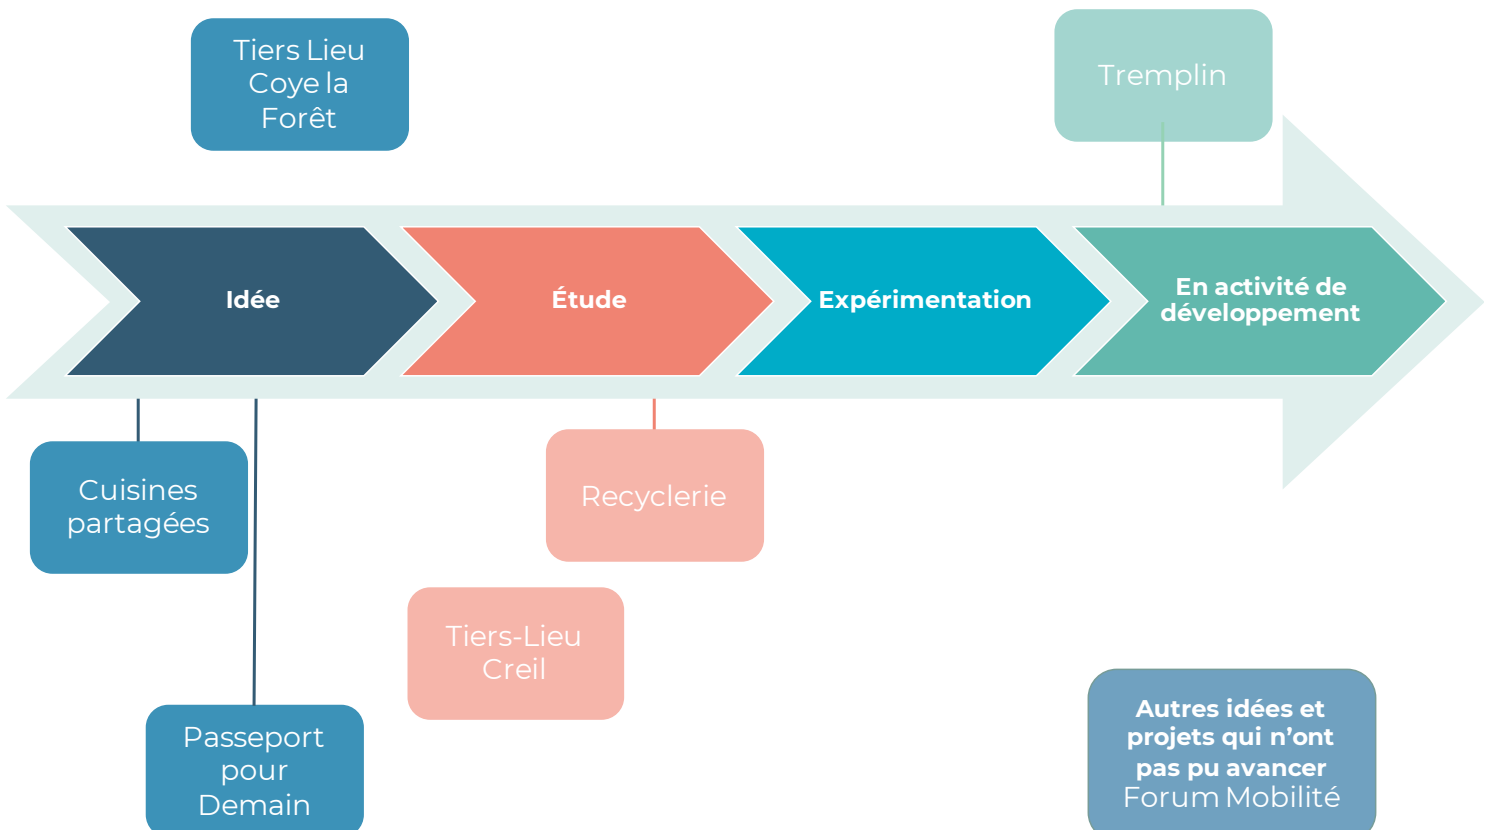 Tiers Lieu
Coye la
Forêt
Tremplin
Idée
Étude
Expérimentation
En activité de
développement
Cuisines
partagées
Recyclerie
Tiers-Lieu
Creil
Passeport
pour
Demain
Autres idées et
projets qui n’ont
pas pu avancer
Forum Mobilité